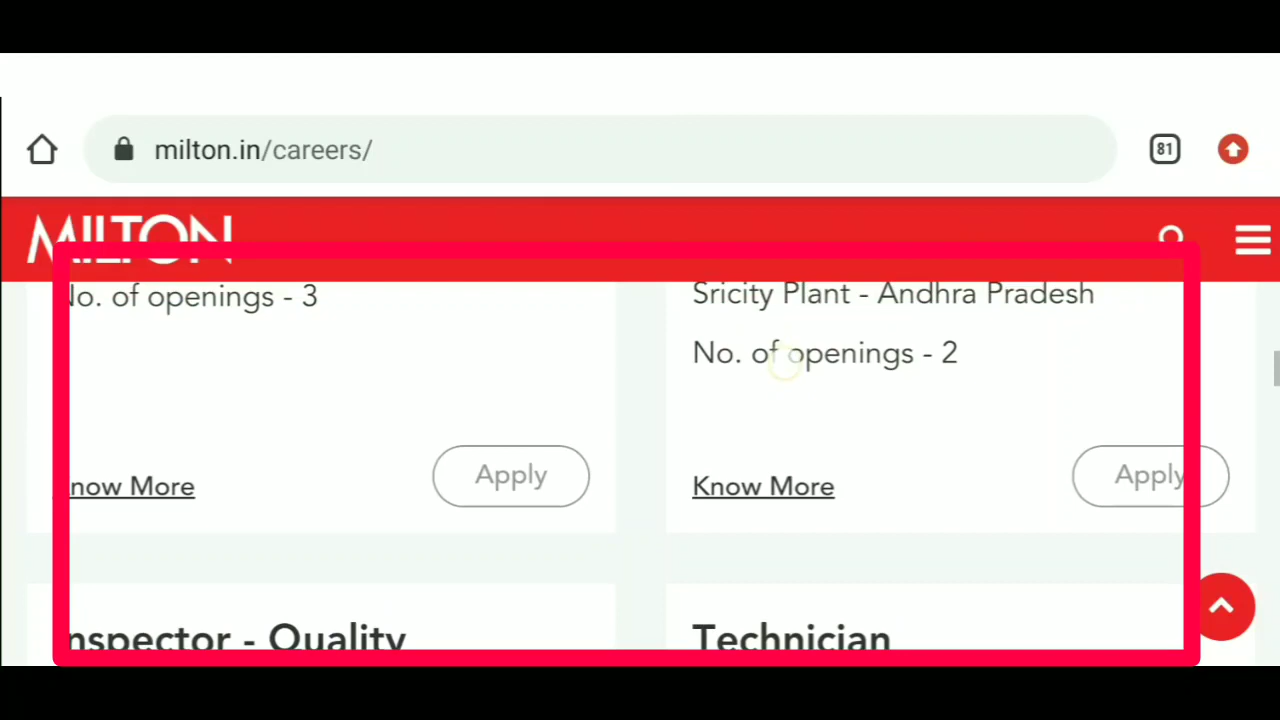 milton.in/careers/
81
MILTON
No. of openings - 3
Sricity Plant - Andhra Pradesh
No. of openings - 2
Know More
Apply
Know More
Apply
Inspector - Quality
Technician